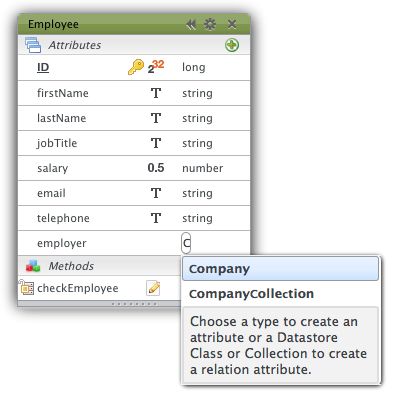 Employee
Attributes
ID 2³² long
firstName T string
lastName T string
jobTitle T string
salary 0.5 number
email T string
telephone T string
employer C
Methods
checkEmployee
Company
CompanyCollection
Choose a type to create an
attribute or a Datastore
Class or Collection to create
a relation attribute.